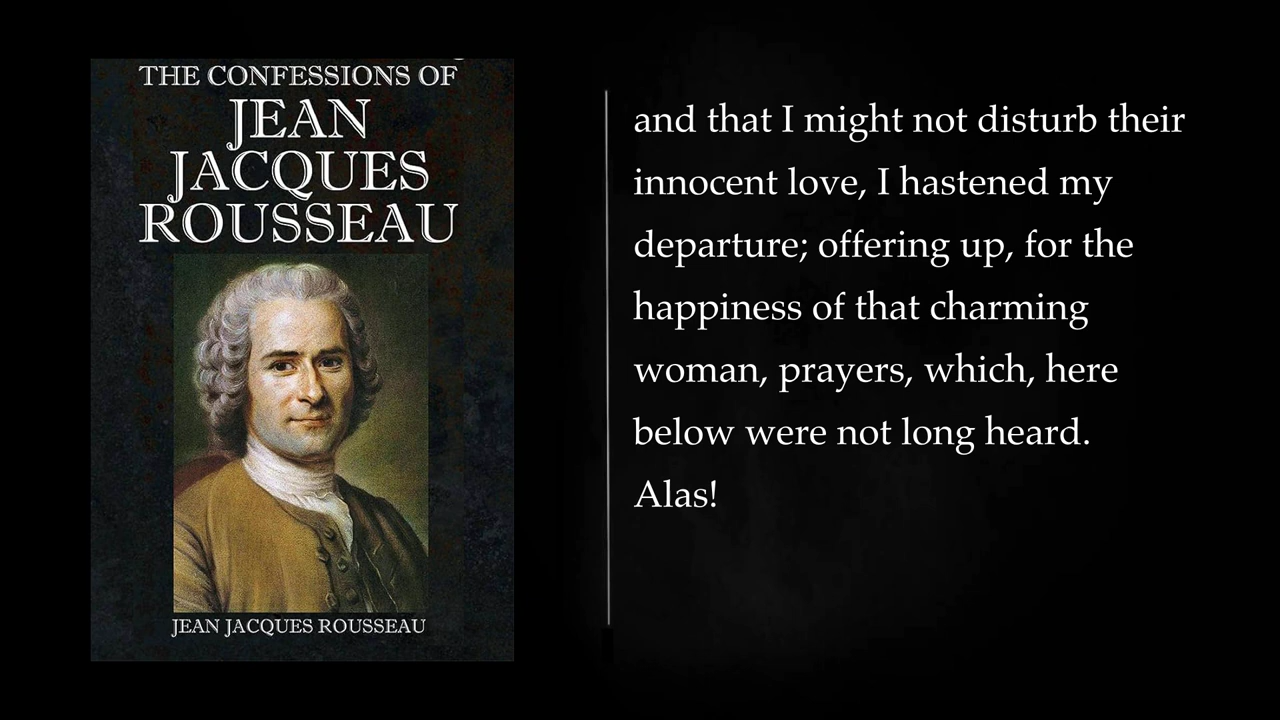 THE CONFESSIONS OF
JEAN
JACQUES
ROUSSEAU
JEAN JACQUES ROUSSEAU
and that I might not disturb their
innocent love, I hastened my
departure; offering up, for the
happiness of that charming
woman, prayers, which, here
below were not long heard.
Alas!